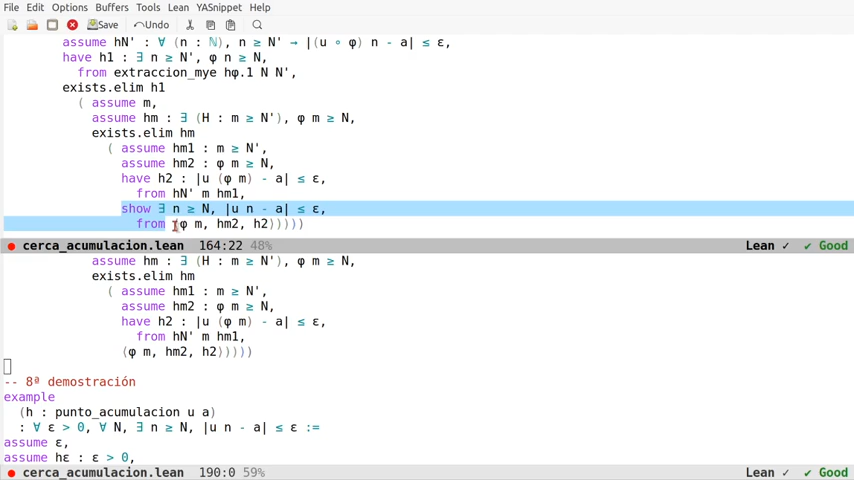 File Edit Options Buffers Tools Lean YASnippet Help
Save Undo
assume hN' : ∀ (n : ℕ), n ≥ N' → |(u ∘ φ) n - a| ≤ ε,
have h1 : ∃ n ≥ N', φ n ≥ N,
from extraccion_mye hφ.1 N N',
exists.elim h1
( assume m,
assume hm : ∃ (H : m ≥ N'), φ m ≥ N,
exists.elim hm
( assume hm1 : m ≥ N',
assume hm2 : φ m ≥ N,
have h2 : |u (φ m) - a| ≤ ε,
from hN' m hm1,
show ∃ n ≥ N, |u n - a| ≤ ε,
from ⟨φ m, hm2, h2⟩))))
cerca_acumulacion.lean 164:22 48% Lean ✓ ✔ Good
assume hm : ∃ (H : m ≥ N'), φ m ≥ N,
exists.elim hm
( assume hm1 : m ≥ N',
assume hm2 : φ m ≥ N,
have h2 : |u (φ m) - a| ≤ ε,
from hN' m hm1,
⟨φ m, hm2, h2⟩))))
-- 8ª demostración
example
(h : punto_acumulacion u a)
: ∀ ε > 0, ∀ N, ∃ n ≥ N, |u n - a| ≤ ε :=
assume ε,
assume hε : ε > 0,
cerca_acumulacion.lean 190:0 59% Lean ✓ ✔ Good